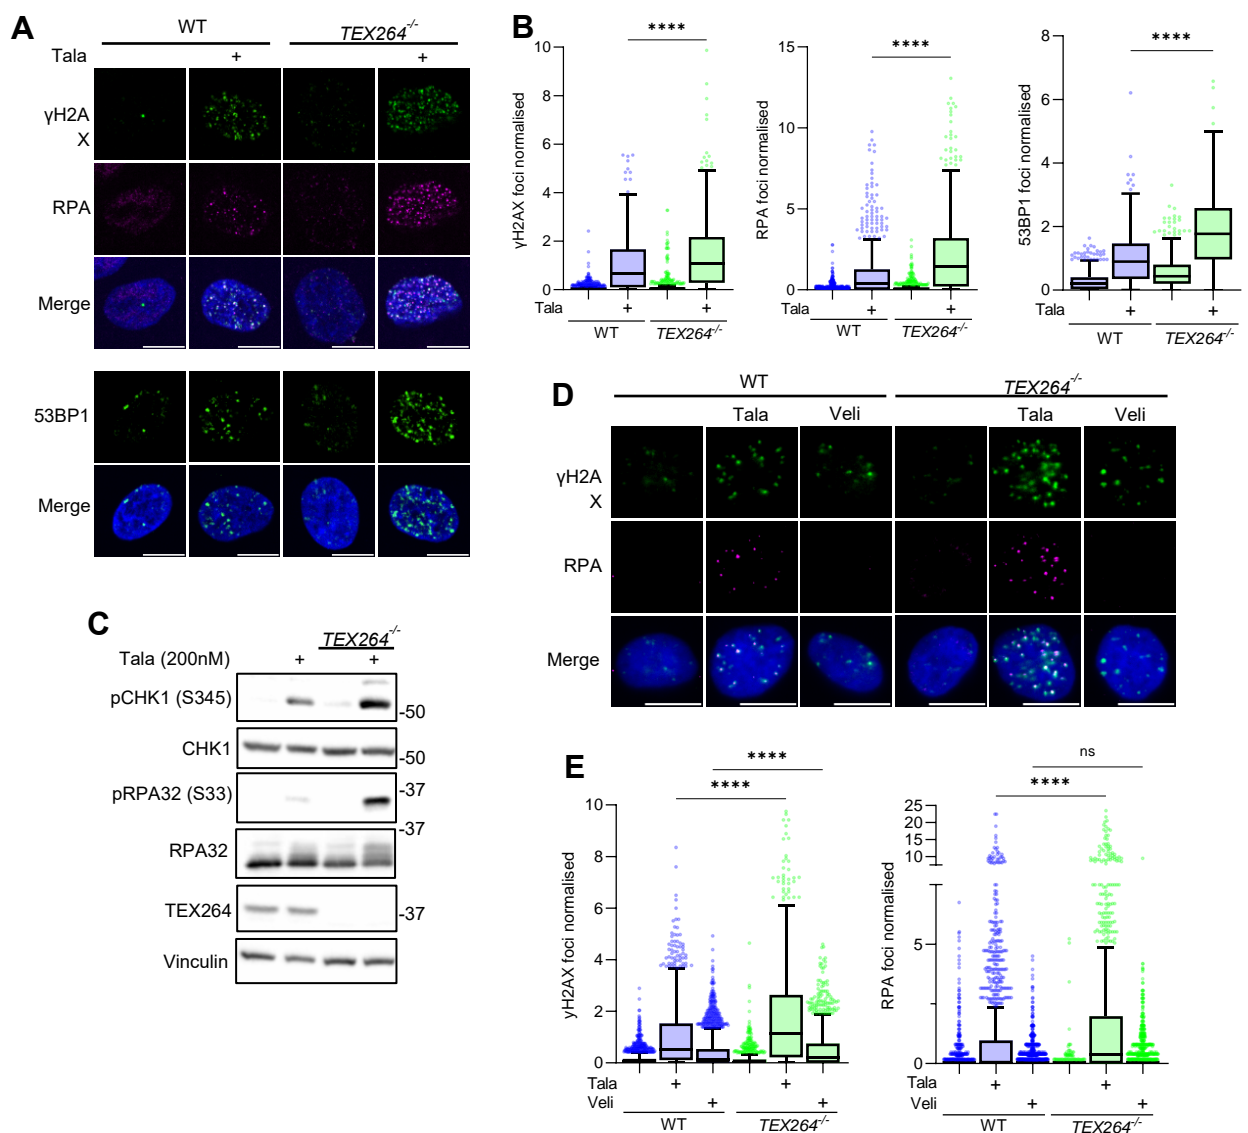 A
WT
TEX264-/-
Tala
+
+
γH2A
X
RPA
Merge
53BP1
Merge
B
****
γH2AX foci normalised
10
8
6
4
2
0
Tala
+
+
WT
TEX264-/-
****
RPA foci normalised
15
10
5
0
Tala
+
+
WT
TEX264-/-
****
53BP1 foci normalised
8
6
4
2
0
Tala
+
+
WT
TEX264-/-
C
TEX264-/-
Tala (200nM)
+
+
pCHK1 (S345)
-50
CHK1
-50
pRPA32 (S33)
-37
-37
RPA32
TEX264
-37
Vinculin
D
WT
TEX264-/-
Tala
Veli
Tala
Veli
γH2A
X
RPA
Merge
E
****
****
γH2AX foci normalised
10
8
6
4
2
0
Tala
+
+
Veli
+
+
WT
TEX264-/-
ns
****
RPA foci normalised
25
20
15
10
5
0
+
+
+
+
WT
TEX264-/-